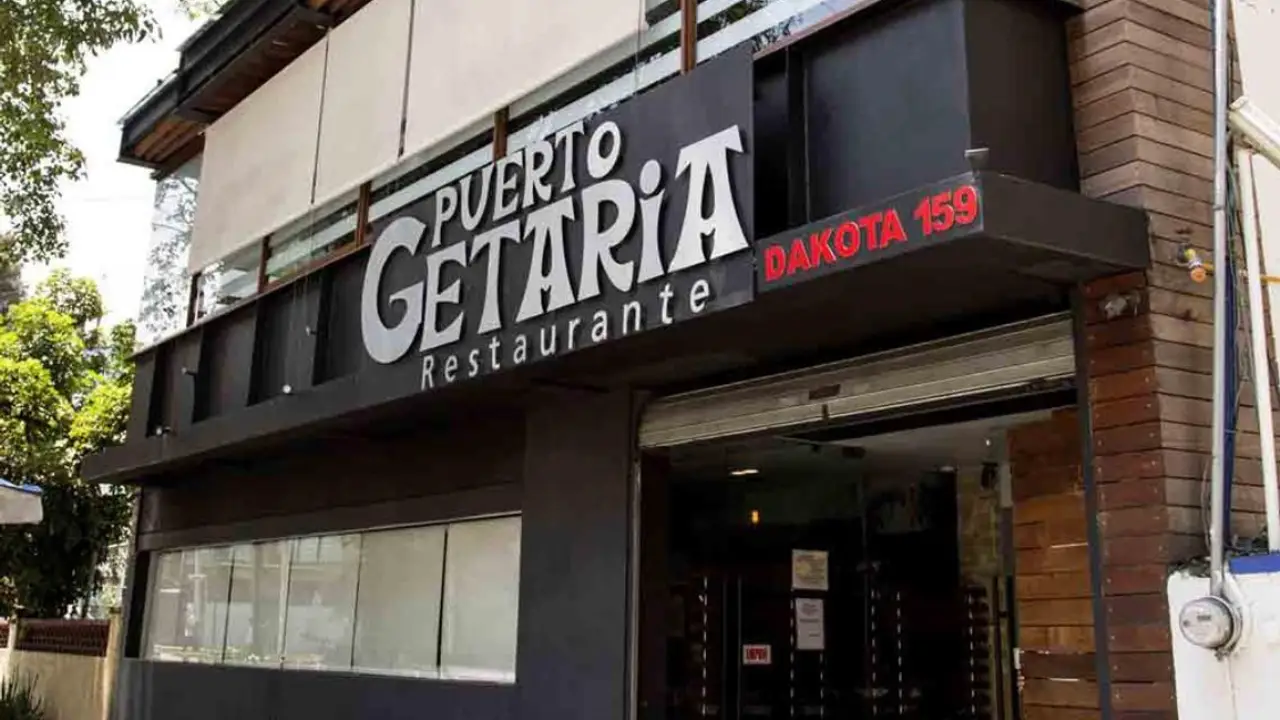 PUERTO
GETARiA
Restaurante
DAKOTA 159